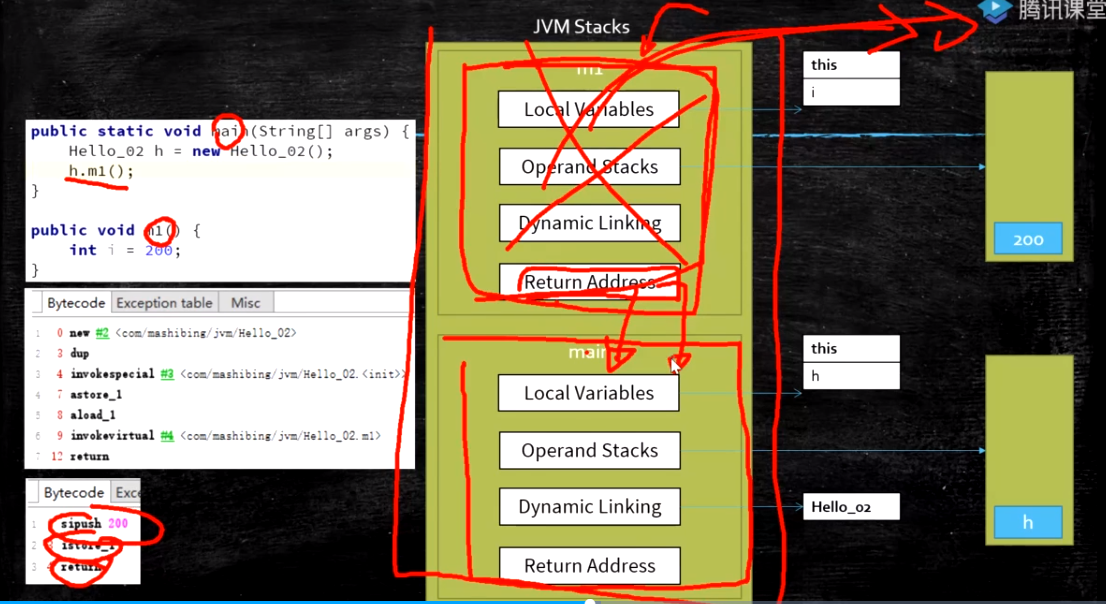 腾讯课堂
JVM Stacks
m1
Local Variables
Operand Stacks
Dynamic Linking
Return Address
this
i
200
public static void main(String[] args) {
Hello_02 h = new Hello_02();
h.m1();
}
public void m1() {
int i = 200;
}
Bytecode Exception table Misc
1 0 new #2 <com/mashibing/jvm/Hello_02>
2 3 dup
3 4 invokespecial #3 <com/mashibing/jvm/Hello_02.<init>>
4 7 astore_1
5 8 aload_1
6 9 invokevirtual #4 <com/mashibing/jvm/Hello_02.m1>
7 12 return
Bytecode Exce
1 sipush 200
2 istore_1
3 return
main
Local Variables
Operand Stacks
Dynamic Linking
Return Address
this
h
Hello_02
h